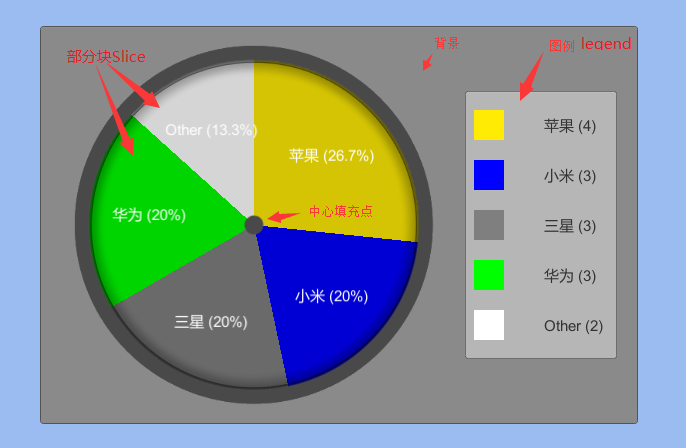 部分块Slice
背景
图例 legend
Other (13.3%)
苹果 (26.7%)
华为 (20%)
中心填充点
小米 (20%)
三星 (20%)
苹果 (4)
小米 (3)
三星 (3)
华为 (3)
Other (2)